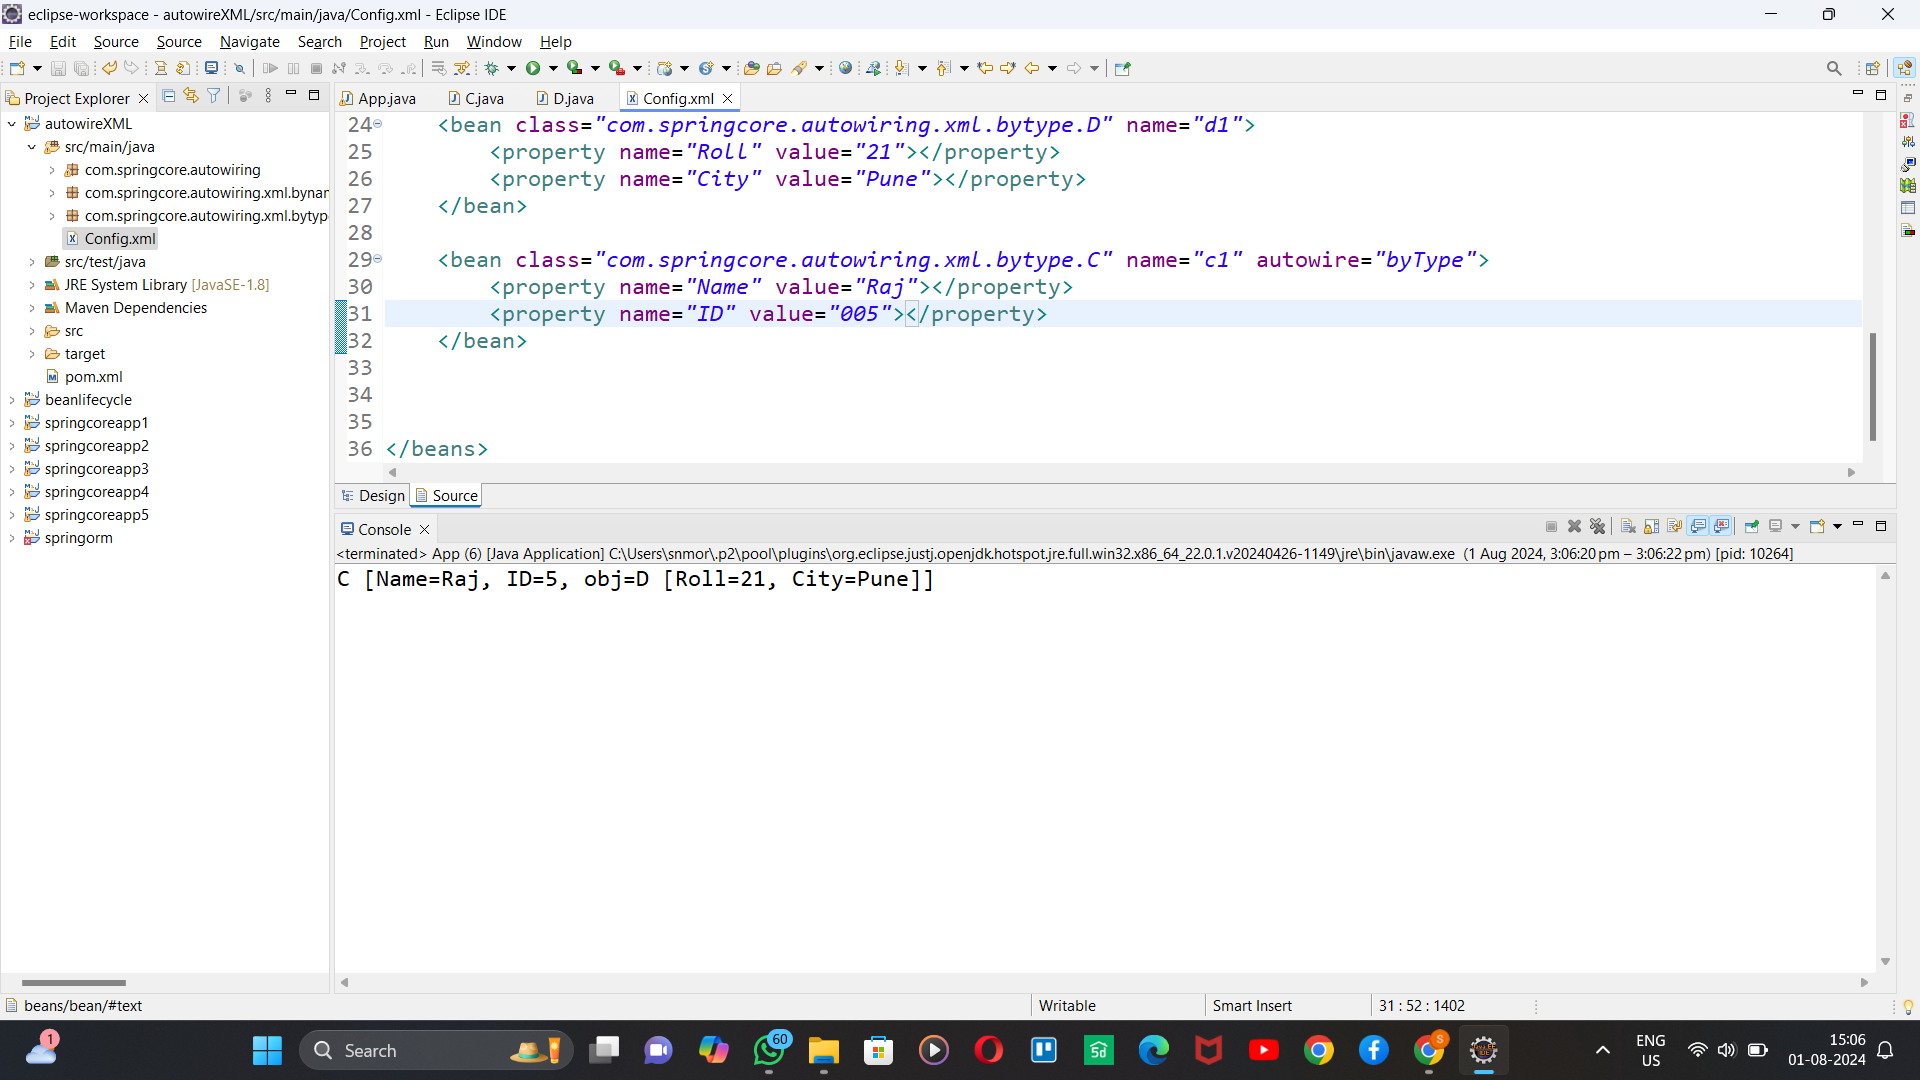 eclipse-workspace - autowireXML/src/main/java/Config.xml - Eclipse IDE
File Edit Source Source Navigate Search Project Run Window Help
Project Explorer
App.java C.java D.java Config.xml
autowireXML
src/main/java
com.springcore.autowiring
com.springcore.autowiring.xml.bynar
com.springcore.autowiring.xml.bytyp
Config.xml
src/test/java
JRE System Library [JavaSE-1.8]
Maven Dependencies
src
target
pom.xml
beanlifecycle
springcoreapp1
springcoreapp2
springcoreapp3
springcoreapp4
springcoreapp5
springorm
24 <bean class="com.springcore.autowiring.xml.bytype.D" name="d1">
25 <property name="Roll" value="21"></property>
26 <property name="City" value="Pune"></property>
27 </bean>
28
29 <bean class="com.springcore.autowiring.xml.bytype.C" name="c1" autowire="byType">
30 <property name="Name" value="Raj"></property>
31 <property name="ID" value="005"></property>
32 </bean>
33
34
35
36 </beans>
Design Source
Console
<terminated> App (6) [Java Application] C:\Users\snmor\.p2\pool\plugins\org.eclipse.justj.openjdk.hotspot.jre.full.win32.x86_64_22.0.1.v20240426-1149\jre\bin\javaw.exe (1 Aug 2024, 3:06:20 pm – 3:06:22 pm) [pid: 10264]
C [Name=Raj, ID=5, obj=D [Roll=21, City=Pune]]
beans/bean/#text
Writable
Smart Insert
31 : 52 : 1402
1
Search
60
S
ENG
US
15:06
01-08-2024